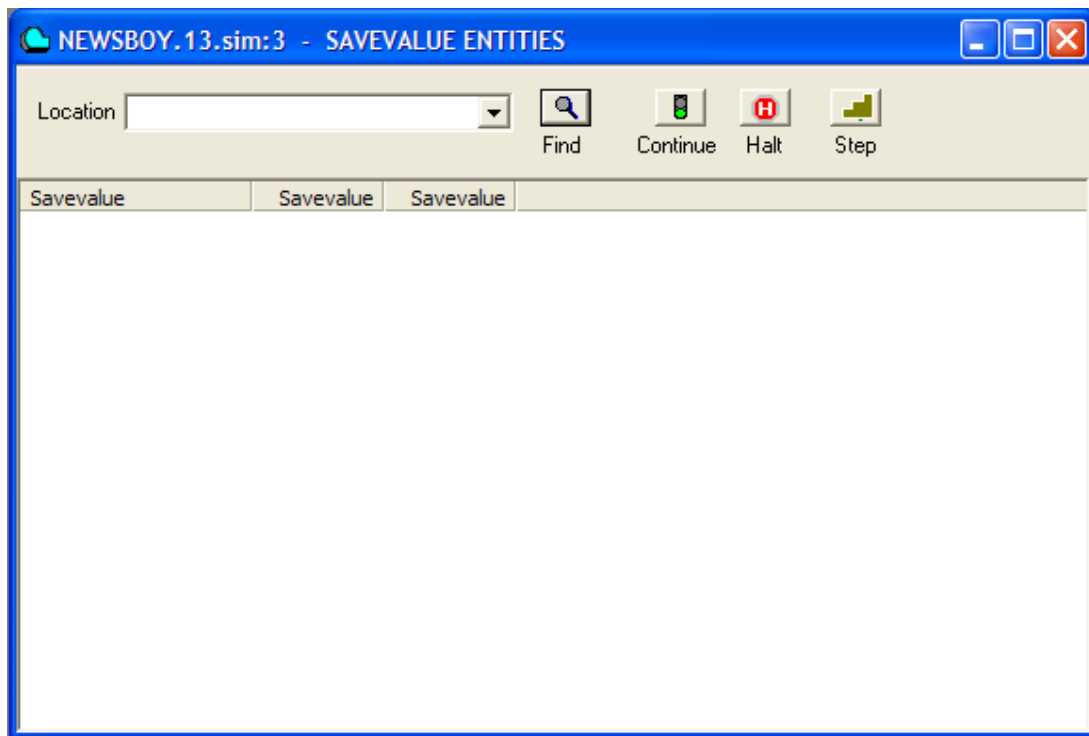 NEWSBOY.13.sim:3 - SAVEVALUE ENTITIES
Location
H
Find Continue Halt Step
Savevalue Savevalue Savevalue